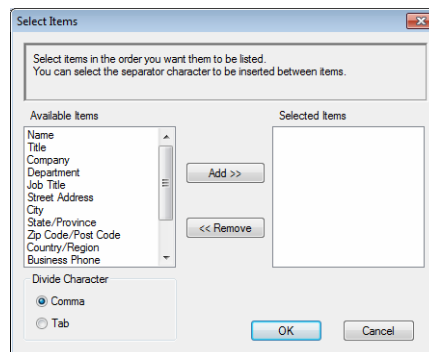 Select Items
Select items in the order you want them to be listed.
You can select the separator character to be inserted between items.
Available Items
Selected Items
Name
Title
Company
Department
Job Title
Street Address
City
State/Province
Zip Code/Post Code
Country/Region
Business Phone
Add >>
<< Remove
Divide Character
Comma
Tab
OK
Cancel